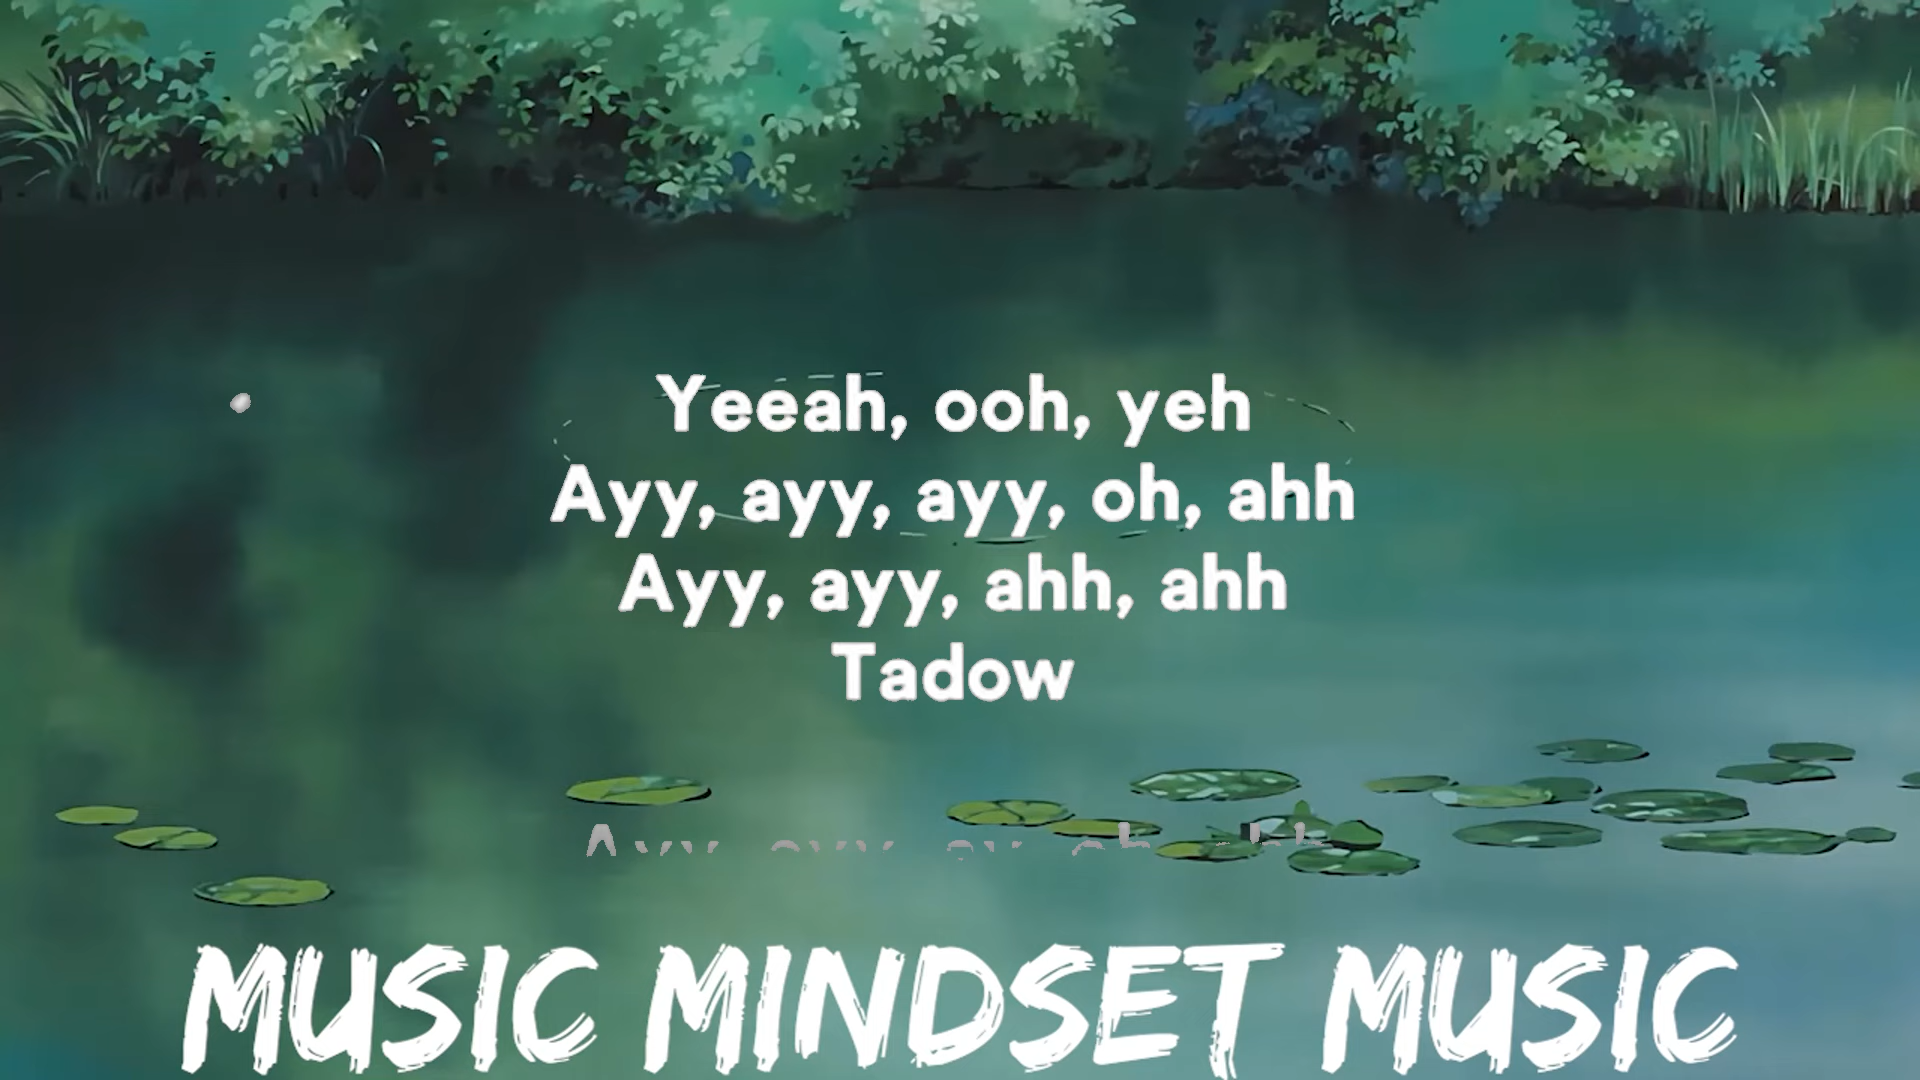 Yeeah, ooh, yeh
Ayy, ayy, ayy, oh, ahh
Ayy, ayy, ahh, ahh
Tadow
MUSIC MINDSET MUSIC